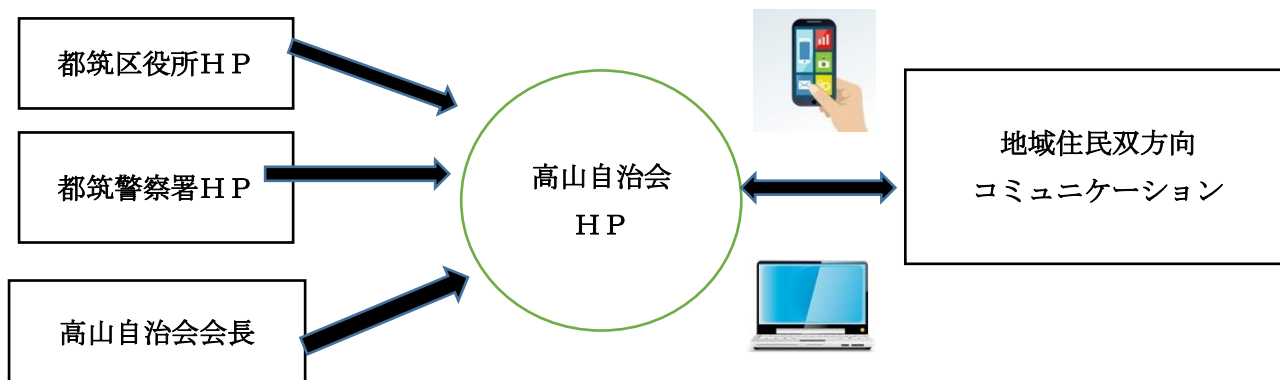 都筑区役所ＨＰ
都筑警察署ＨＰ
高山自治会会長
高山自治会
ＨＰ
地域住民双方向
コミュニケーション